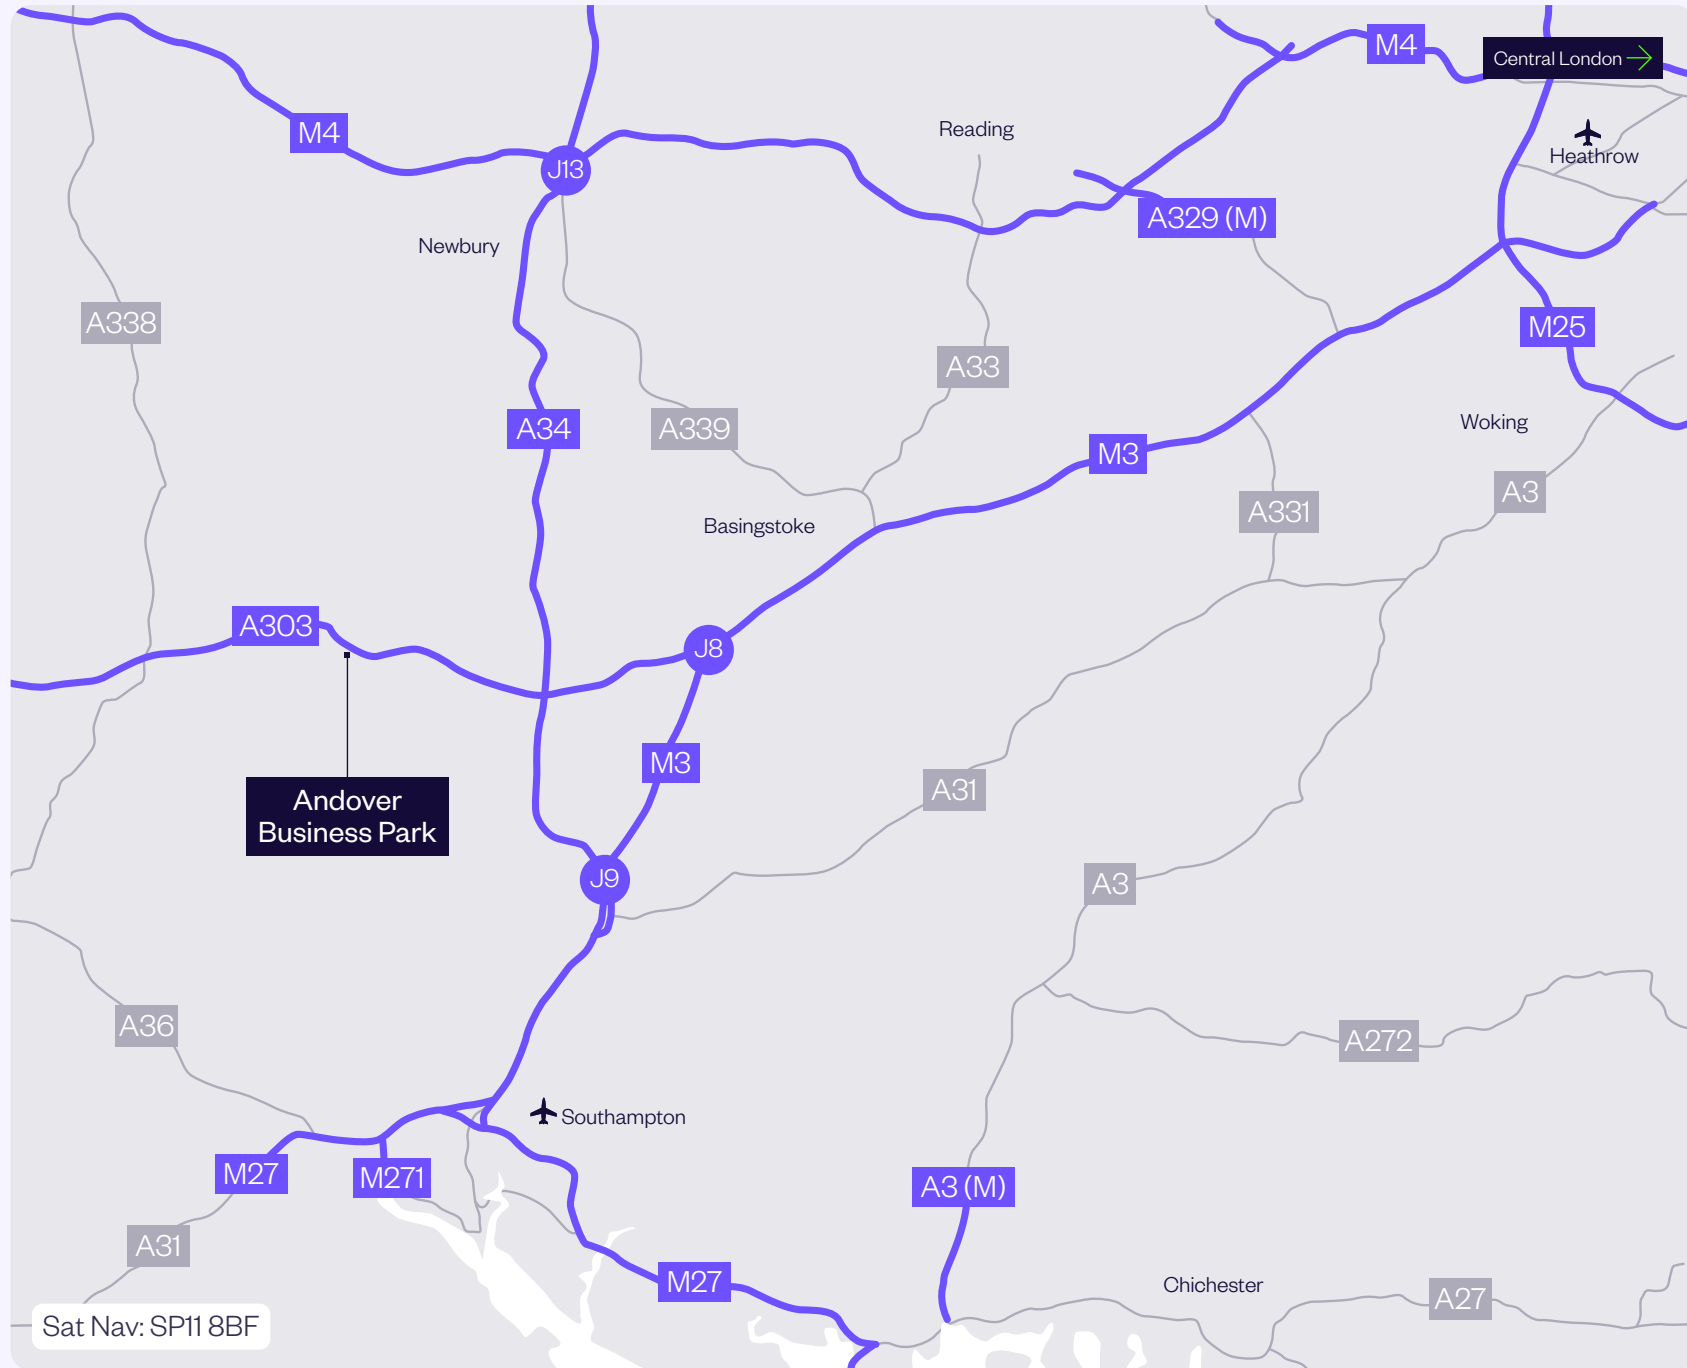 M4
Central London
Reading
M4
Heathrow
J13
A329 (M)
Newbury
A338
M25
A33
A34
A339
Woking
M3
A3
A331
Basingstoke
A303
J8
M3
A31
Andover
Business Park
J9
A3
A36
A272
Southampton
M27
M271
A3 (M)
A31
M27
Chichester
A27
Sat Nav: SP11 8BF